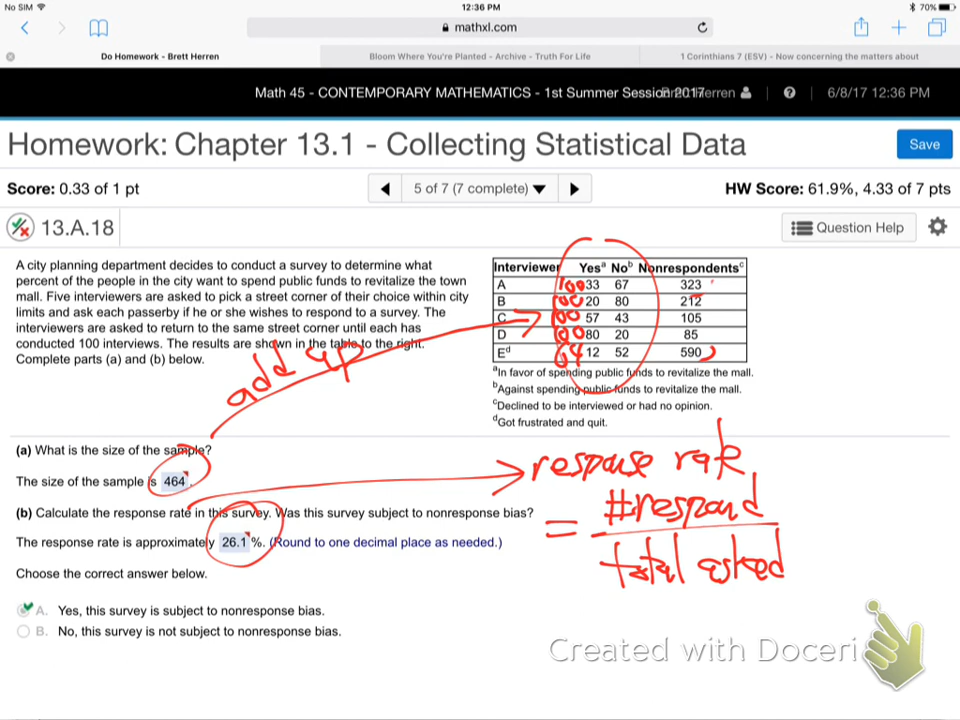 No SIM 12:36 PM 70%
mathxl.com
Do Homework - Brett Herren Bloom Where You're Planted - Archive - Truth For Life 1 Corinthians 7 (ESV) - Now concerning the matters about
Math 45 - CONTEMPORARY MATHEMATICS - 1st Summer Session 2017 Herren ? 6/8/17 12:36 PM
Homework: Chapter 13.1 - Collecting Statistical Data Save
Score: 0.33 of 1 pt 5 of 7 (7 complete) HW Score: 61.9%, 4.33 of 7 pts
13.A.18 Question Help
A city planning department decides to conduct a survey to determine what
percent of the people in the city want to spend public funds to revitalize the town
mall. Five interviewers are asked to pick a street corner of their choice within city
limits and ask each passerby if he or she wishes to respond to a survey. The
interviewers are asked to return to the same street corner until each has
conducted 100 interviews. The results are shown in the table to the right.
Complete parts (a) and (b) below.
Interviewer Yesᵃ Noᵇ Nonrespondentsᶜ
A 100 33 67 323
B 100 20 80 212
C 100 57 43 105
D 100 80 20 85
Eᵈ 64 12 52 590
ᵃIn favor of spending public funds to revitalize the mall.
ᵇAgainst spending public funds to revitalize the mall.
ᶜDeclined to be interviewed or had no opinion.
ᵈGot frustrated and quit.
add up
(a) What is the size of the sample?
The size of the sample is 464.
(b) Calculate the response rate in this survey. Was this survey subject to nonresponse bias?
The response rate is approximately 26.1 %. (Round to one decimal place as needed.)
response rate
= #respond
total asked
Choose the correct answer below.
A. Yes, this survey is subject to nonresponse bias.
B. No, this survey is not subject to nonresponse bias.
Created with Doceri